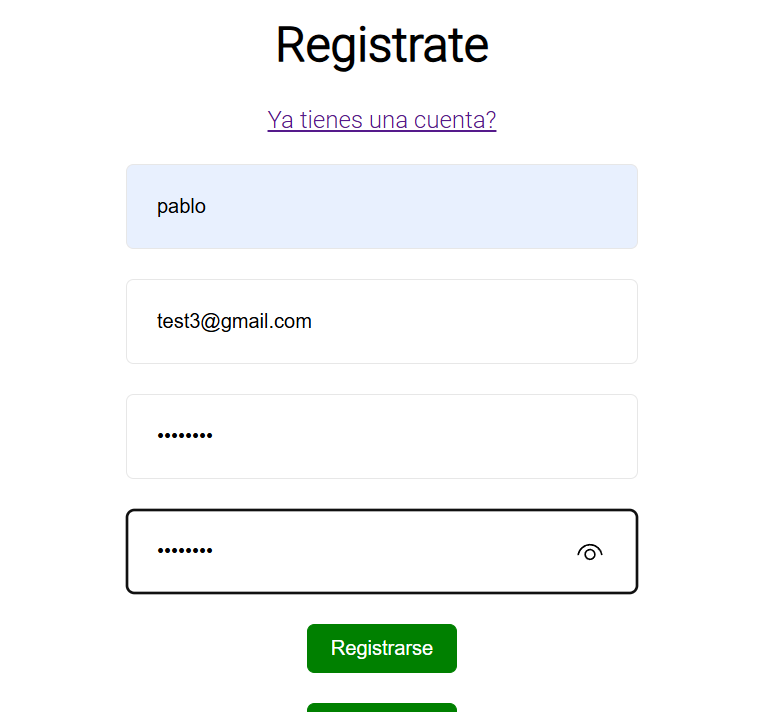 Registrate
Ya tienes una cuenta?
pablo
test3@gmail.com
••••••••
••••••••
Registrarse